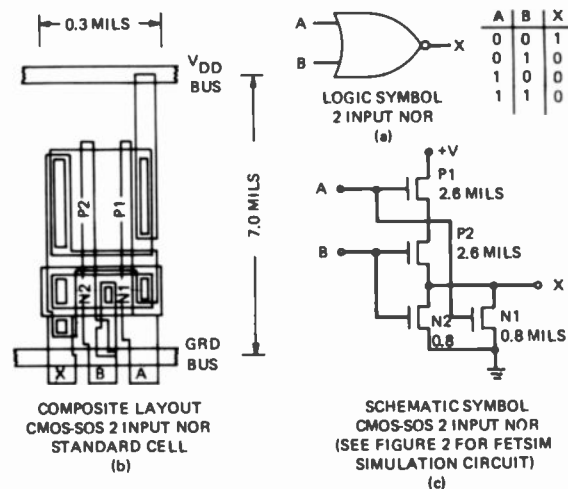 0.3 MILS
VDD
BUS
P2
P1
7.0 MILS
N2
N1
GRD
BUS
X
B
A
COMPOSITE LAYOUT
CMOS-SOS 2 INPUT NOR
STANDARD CELL
(b)
A
B
X
LOGIC SYMBOL
2 INPUT NOR
(a)
A B X
0 0 1
0 1 0
1 0 0
1 1 0
+V
P1
A
2.6 MILS
P2
B
2.6 MILS
X
N2
0.8
N1
0.8 MILS
SCHEMATIC SYMBOL
CMOS-SOS 2 INPUT NOR
(SEE FIGURE 2 FOR FETSIM
SIMULATION CIRCUIT)
(c)